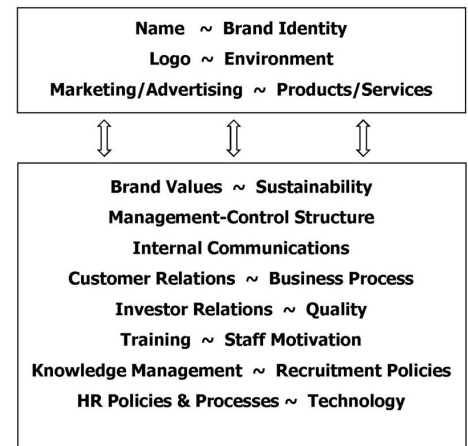 Name ~ Brand Identity
Logo ~ Environment
Marketing/Advertising ~ Products/Services
Brand Values ~ Sustainability
Management-Control Structure
Internal Communications
Customer Relations ~ Business Process
Investor Relations ~ Quality
Training ~ Staff Motivation
Knowledge Management ~ Recruitment Policies
HR Policies & Processes ~ Technology